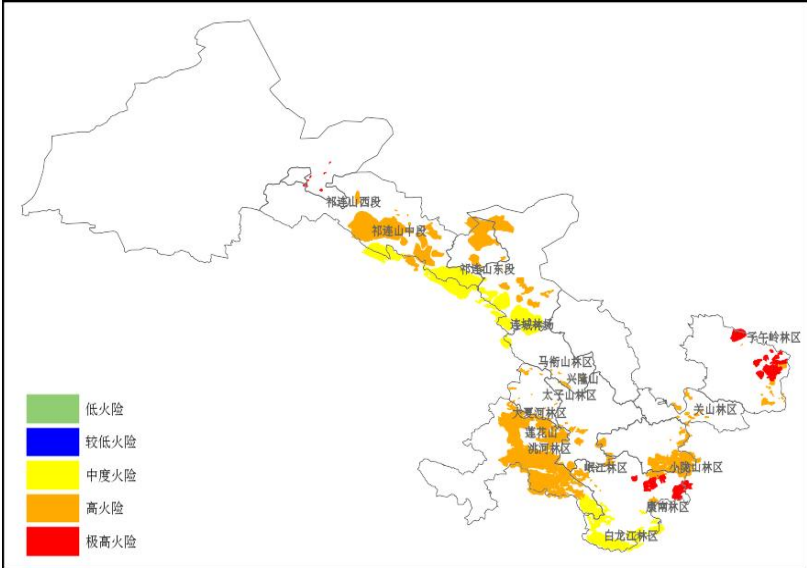 祁连山西段
祁连山中段
祁连山东段
连城林场
子午岭林区
马衔山林区
兴隆山
太子山林区
关山林区
大夏河林区
莲花山
洮河林区
岷江林区
小陇山林区
康南林区
白龙江林区
低火险
较低火险
中度火险
高火险
极高火险